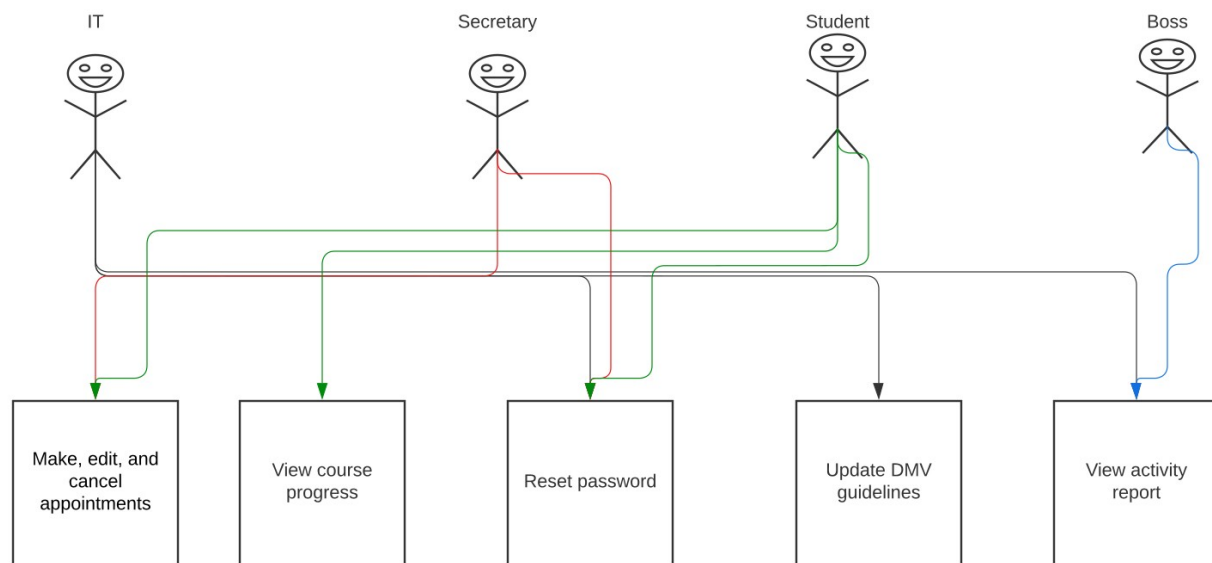 IT
Secretary
Student
Boss
Make, edit, and
cancel
appointments
View course
progress
Reset password
Update DMV
guidelines
View activity
report